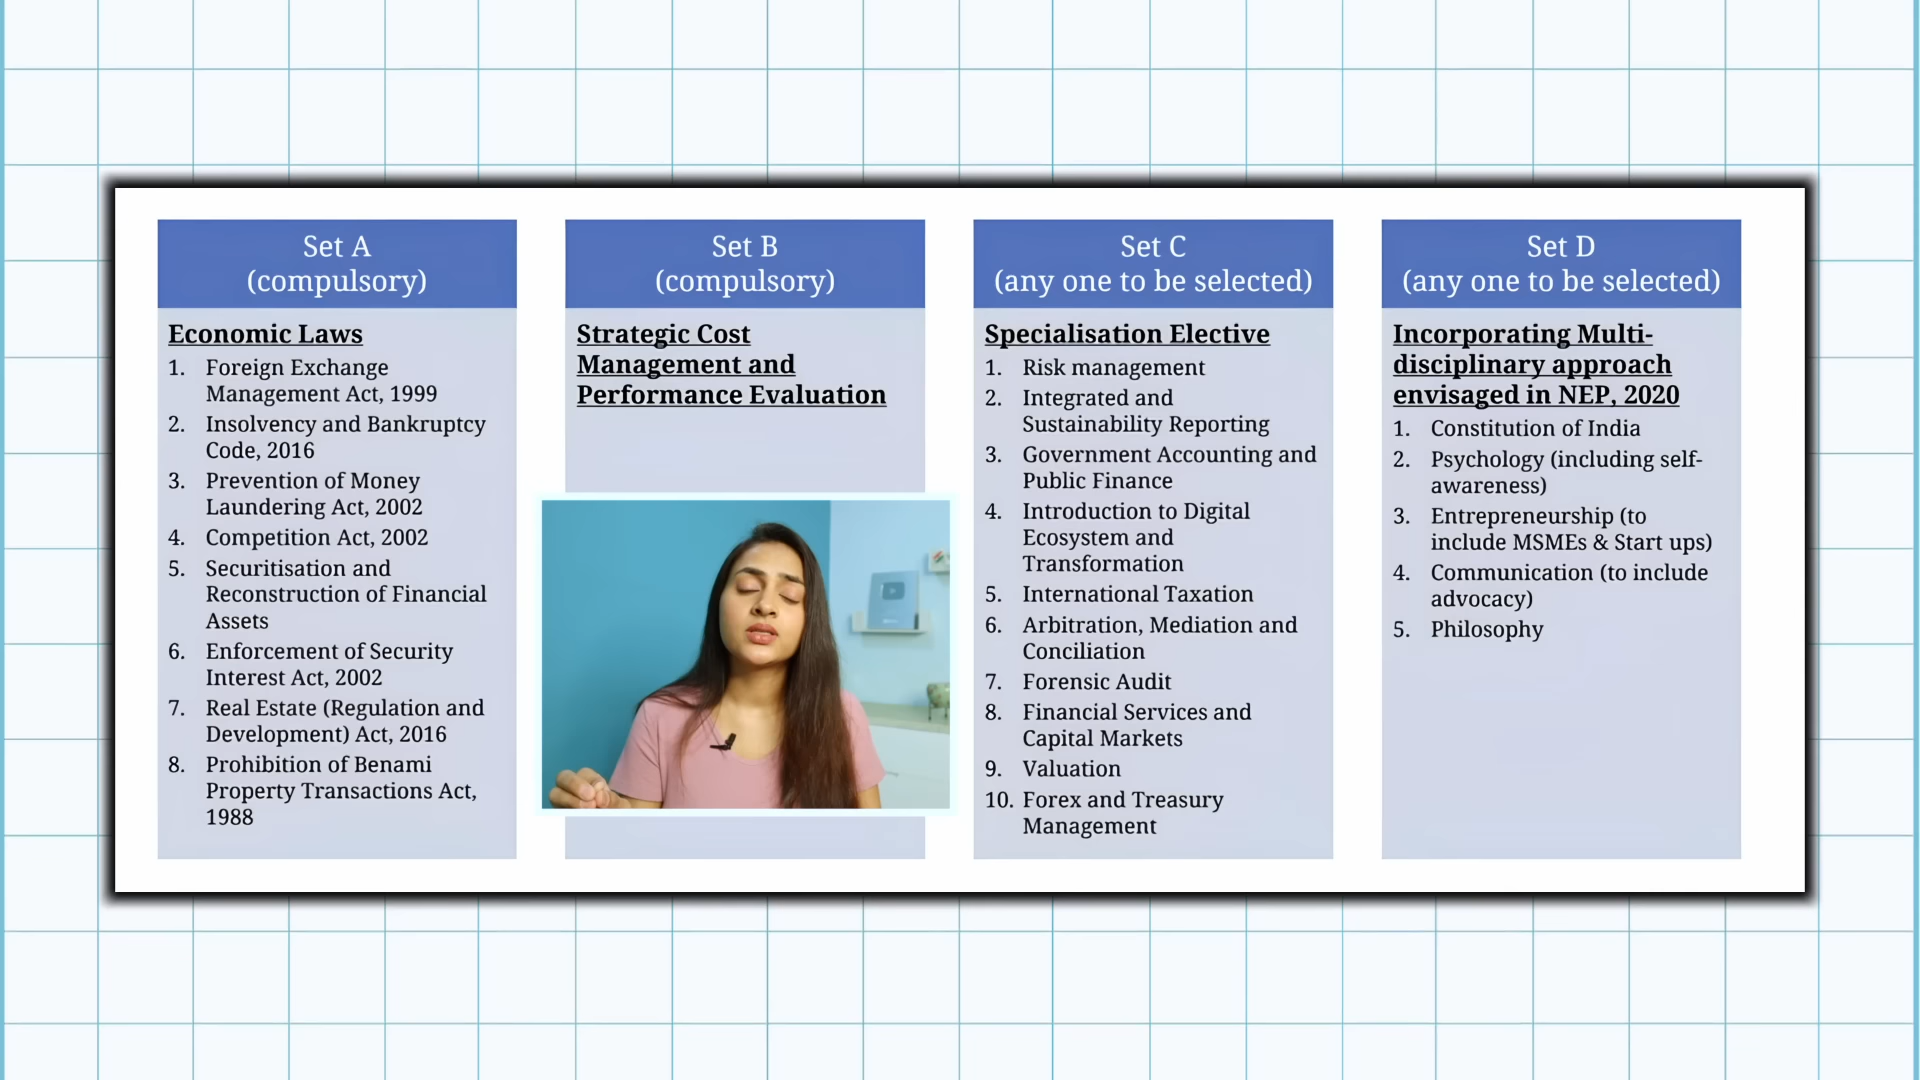 Set A
(compulsory)
Economic Laws
1. Foreign Exchange
Management Act, 1999
2. Insolvency and Bankruptcy
Code, 2016
3. Prevention of Money
Laundering Act, 2002
4. Competition Act, 2002
5. Securitisation and
Reconstruction of Financial
Assets
6. Enforcement of Security
Interest Act, 2002
7. Real Estate (Regulation and
Development) Act, 2016
8. Prohibition of Benami
Property Transactions Act,
1988
Set B
(compulsory)
Strategic Cost
Management and
Performance Evaluation
Set C
(any one to be selected)
Specialisation Elective
1. Risk management
2. Integrated and
Sustainability Reporting
3. Government Accounting and
Public Finance
4. Introduction to Digital
Ecosystem and
Transformation
5. International Taxation
6. Arbitration, Mediation and
Conciliation
7. Forensic Audit
8. Financial Services and
Capital Markets
9. Valuation
10. Forex and Treasury
Management
Set D
(any one to be selected)
Incorporating Multi-
disciplinary approach
envisaged in NEP, 2020
1. Constitution of India
2. Psychology (including self-
awareness)
3. Entrepreneurship (to
include MSMEs & Start ups)
4. Communication (to include
advocacy)
5. Philosophy